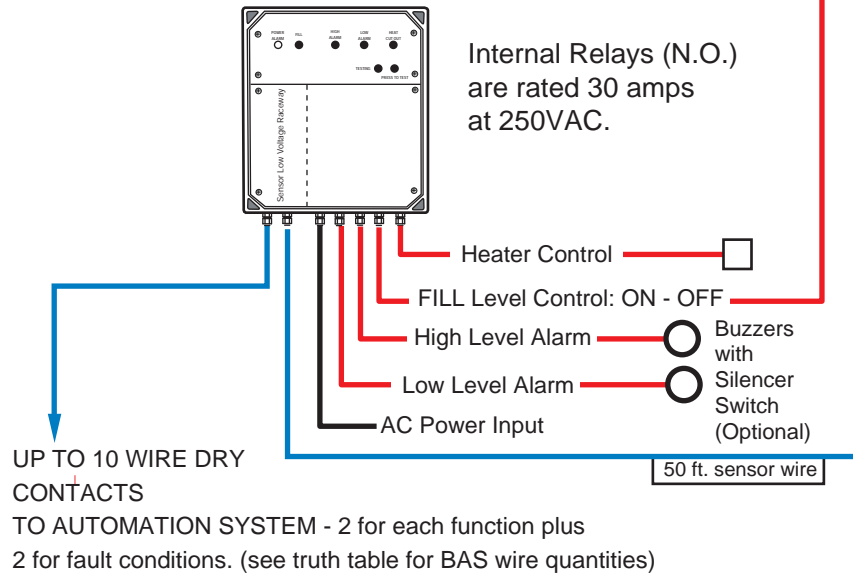 POWER ALARM
FILL
HIGH ALARM
LOW ALARM
HEAT CUT OUT
TESTING
PRESS TO TEST
Sensor Low Voltage Raceway
Internal Relays (N.O.)
are rated 30 amps
at 250VAC.
Heater Control
FILL Level Control: ON - OFF
High Level Alarm
Low Level Alarm
AC Power Input
Buzzers
with
Silencer
Switch
(Optional)
50 ft. sensor wire
UP TO 10 WIRE DRY
CONTACTS
TO AUTOMATION SYSTEM - 2 for each function plus
2 for fault conditions. (see truth table for BAS wire quantities)